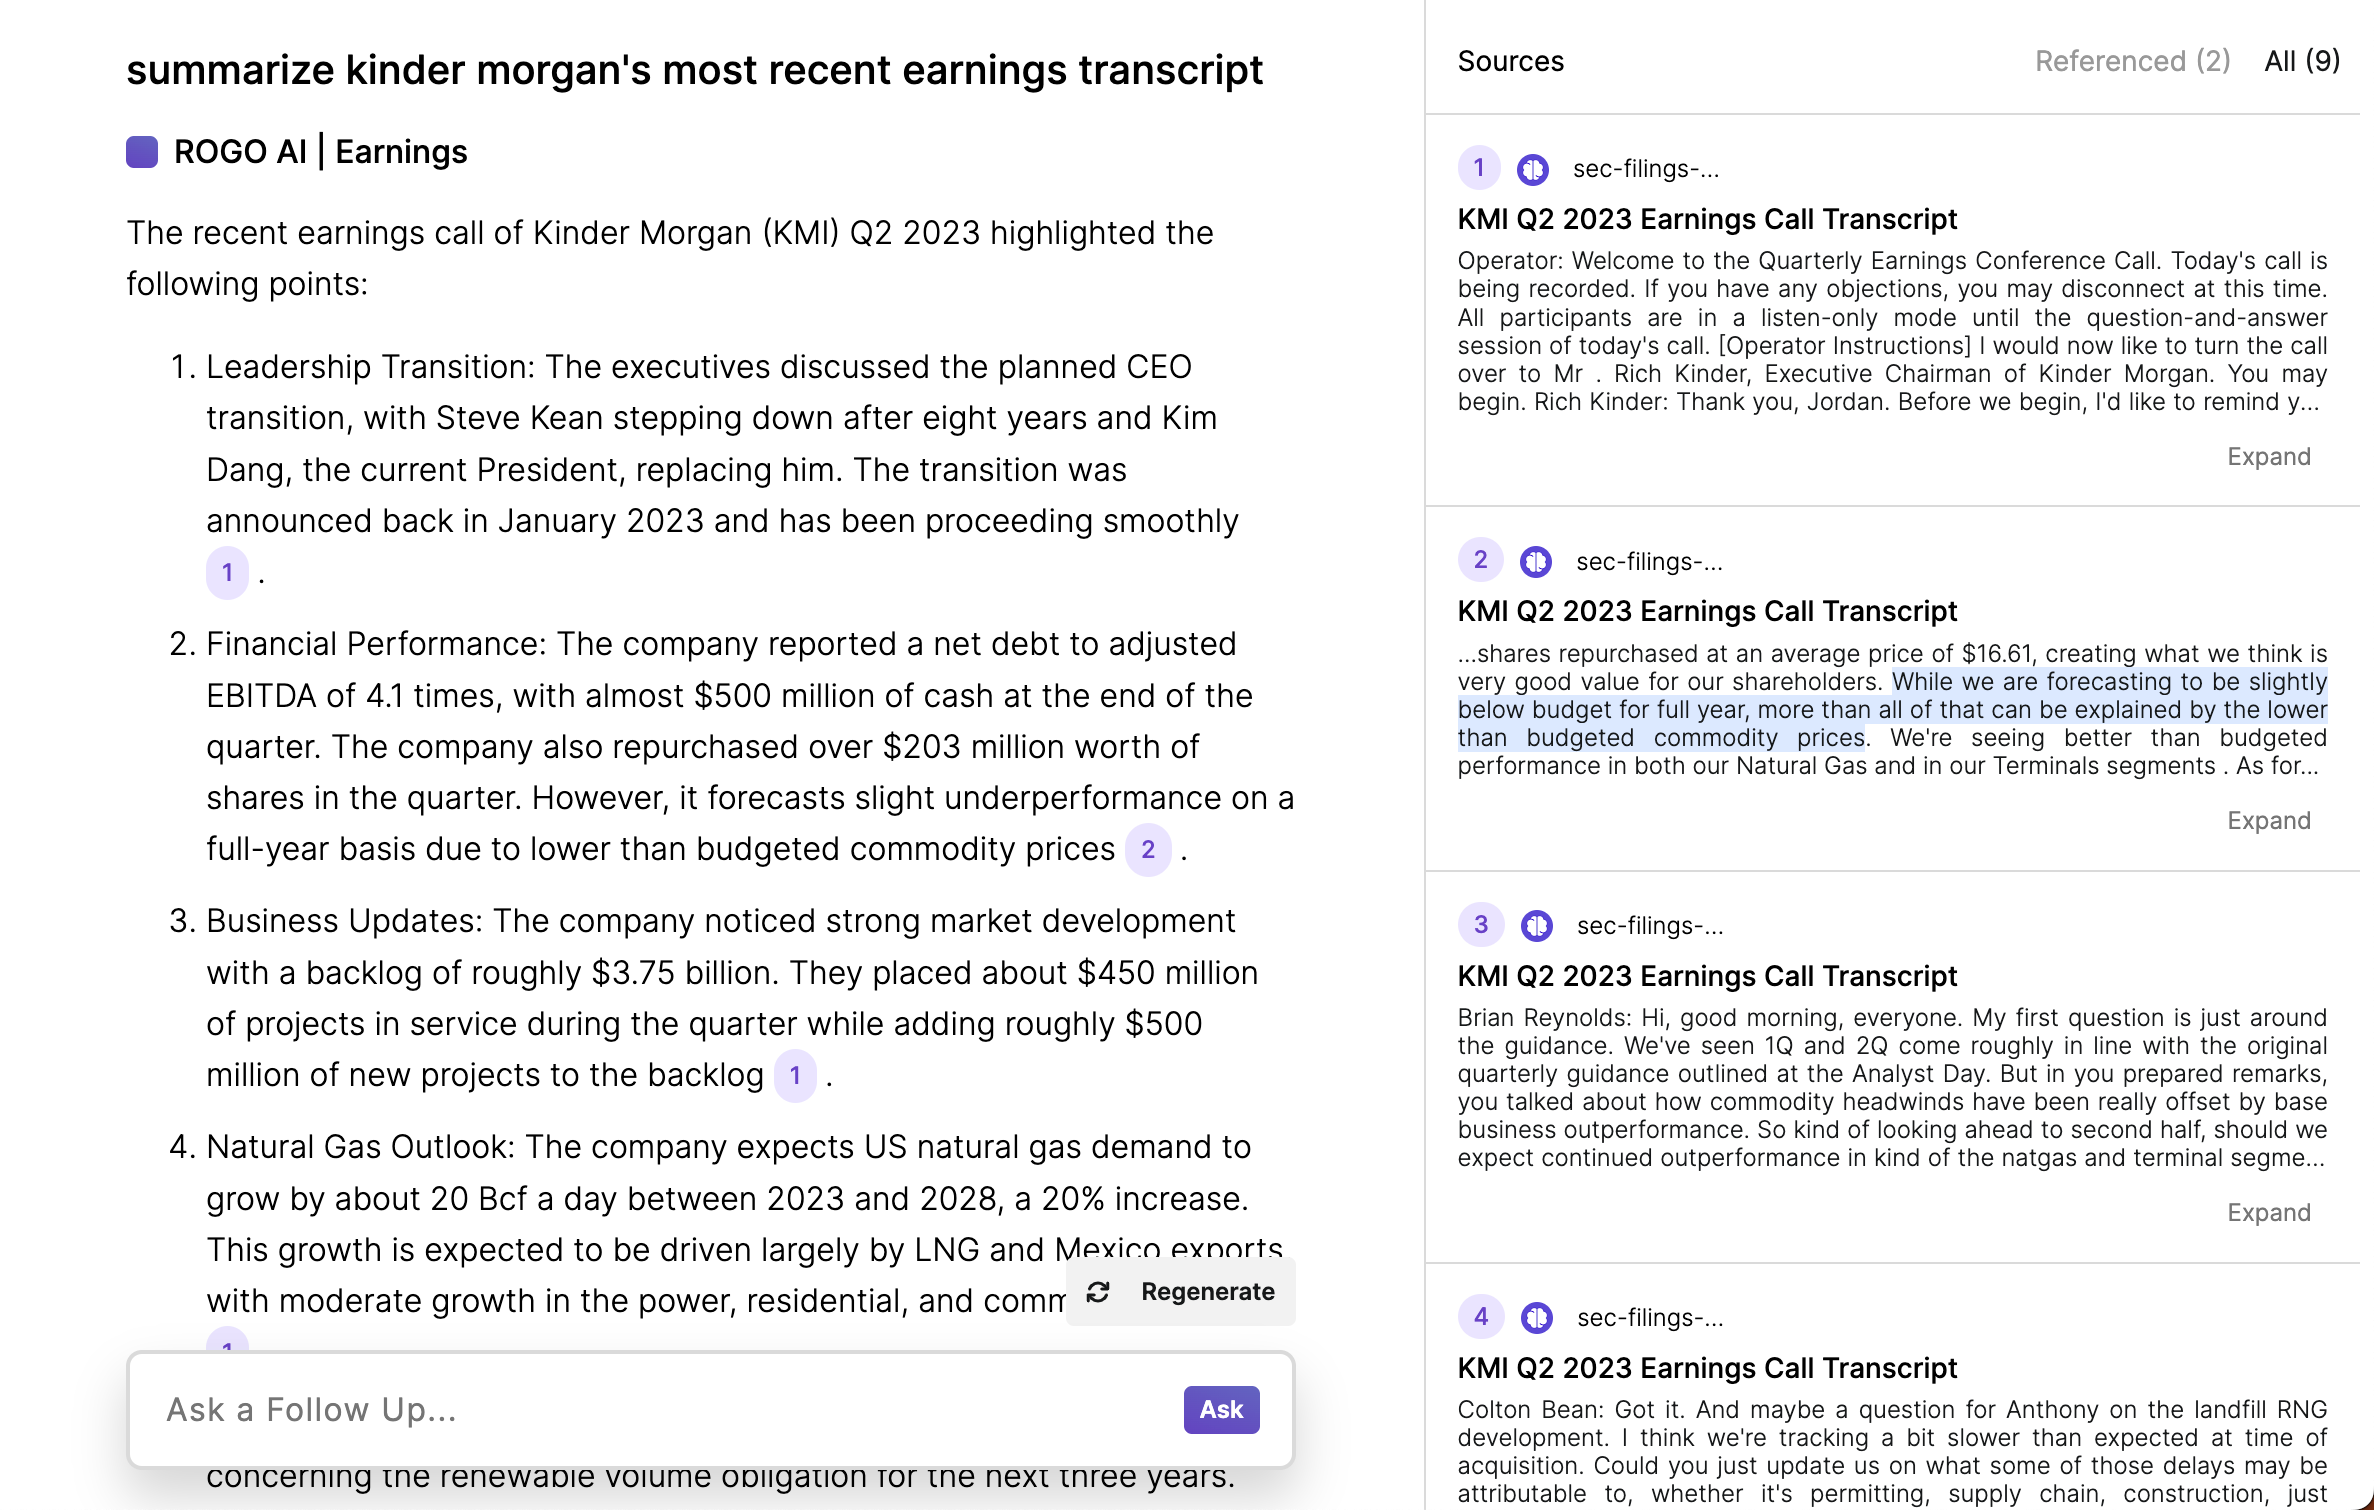 summarize kinder morgan's most recent earnings transcript
ROGO AI | Earnings
The recent earnings call of Kinder Morgan (KMI) Q2 2023 highlighted the
following points:
1. Leadership Transition: The executives discussed the planned CEO
transition, with Steve Kean stepping down after eight years and Kim
Dang, the current President, replacing him. The transition was
announced back in January 2023 and has been proceeding smoothly
1 .
2. Financial Performance: The company reported a net debt to adjusted
EBITDA of 4.1 times, with almost $500 million of cash at the end of the
quarter. The company also repurchased over $203 million worth of
shares in the quarter. However, it forecasts slight underperformance on a
full-year basis due to lower than budgeted commodity prices 2 .
3. Business Updates: The company noticed strong market development
with a backlog of roughly $3.75 billion. They placed about $450 million
of projects in service during the quarter while adding roughly $500
million of new projects to the backlog 1 .
4. Natural Gas Outlook: The company expects US natural gas demand to
grow by about 20 Bcf a day between 2023 and 2028, a 20% increase.
This growth is expected to be driven largely by LNG and Mexico exports
with moderate growth in the power, residential, and
Regenerate
1
Ask a Follow Up...
Ask
concerning the renewable volume obligation for the next three years.
Sources
Referenced (2)
All (9)
1 sec-filings-...
KMI Q2 2023 Earnings Call Transcript
Operator: Welcome to the Quarterly Earnings Conference Call. Today's call is
being recorded. If you have any objections, you may disconnect at this time.
All participants are in a listen-only mode until the question-and-answer
session of today's call. [Operator Instructions] I would now like to turn the call
over to Mr . Rich Kinder, Executive Chairman of Kinder Morgan. You may
begin. Rich Kinder: Thank you, Jordan. Before we begin, I'd like to remind y...
Expand
2 sec-filings-...
KMI Q2 2023 Earnings Call Transcript
...shares repurchased at an average price of $16.61, creating what we think is
very good value for our shareholders. While we are forecasting to be slightly
below budget for full year, more than all of that can be explained by the lower
than budgeted commodity prices. We're seeing better than budgeted
performance in both our Natural Gas and in our Terminals segments . As for...
Expand
3 sec-filings-...
KMI Q2 2023 Earnings Call Transcript
Brian Reynolds: Hi, good morning, everyone. My first question is just around
the guidance. We've seen 1Q and 2Q come roughly in line with the original
quarterly guidance outlined at the Analyst Day. But in you prepared remarks,
you talked about how commodity headwinds have been really offset by base
business outperformance. So kind of looking ahead to second half, should we
expect continued outperformance in kind of the natgas and terminal segme...
Expand
4 sec-filings-...
KMI Q2 2023 Earnings Call Transcript
Colton Bean: Got it. And maybe a question for Anthony on the landfill RNG
development. I think we're tracking a bit slower than expected at time of
acquisition. Could you just update us on what some of those delays may be
attributable to, whether it's permitting, supply chain, construction, just